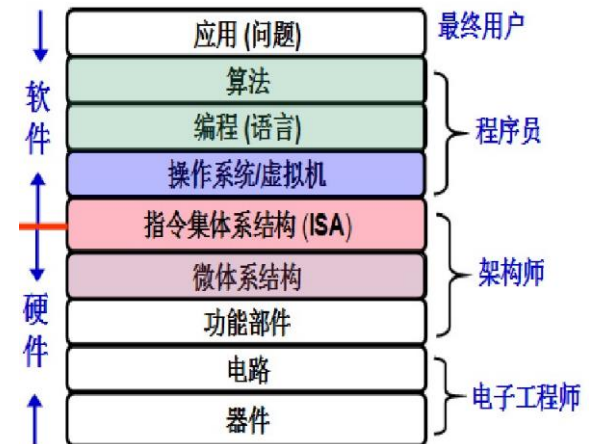 应用 (问题)
最终用户
算法
编程 (语言)
操作系统/虚拟机
程序员
软件
指令集体系结构 (ISA)
微体系结构
功能部件
架构师
硬件
电路
器件
电子工程师